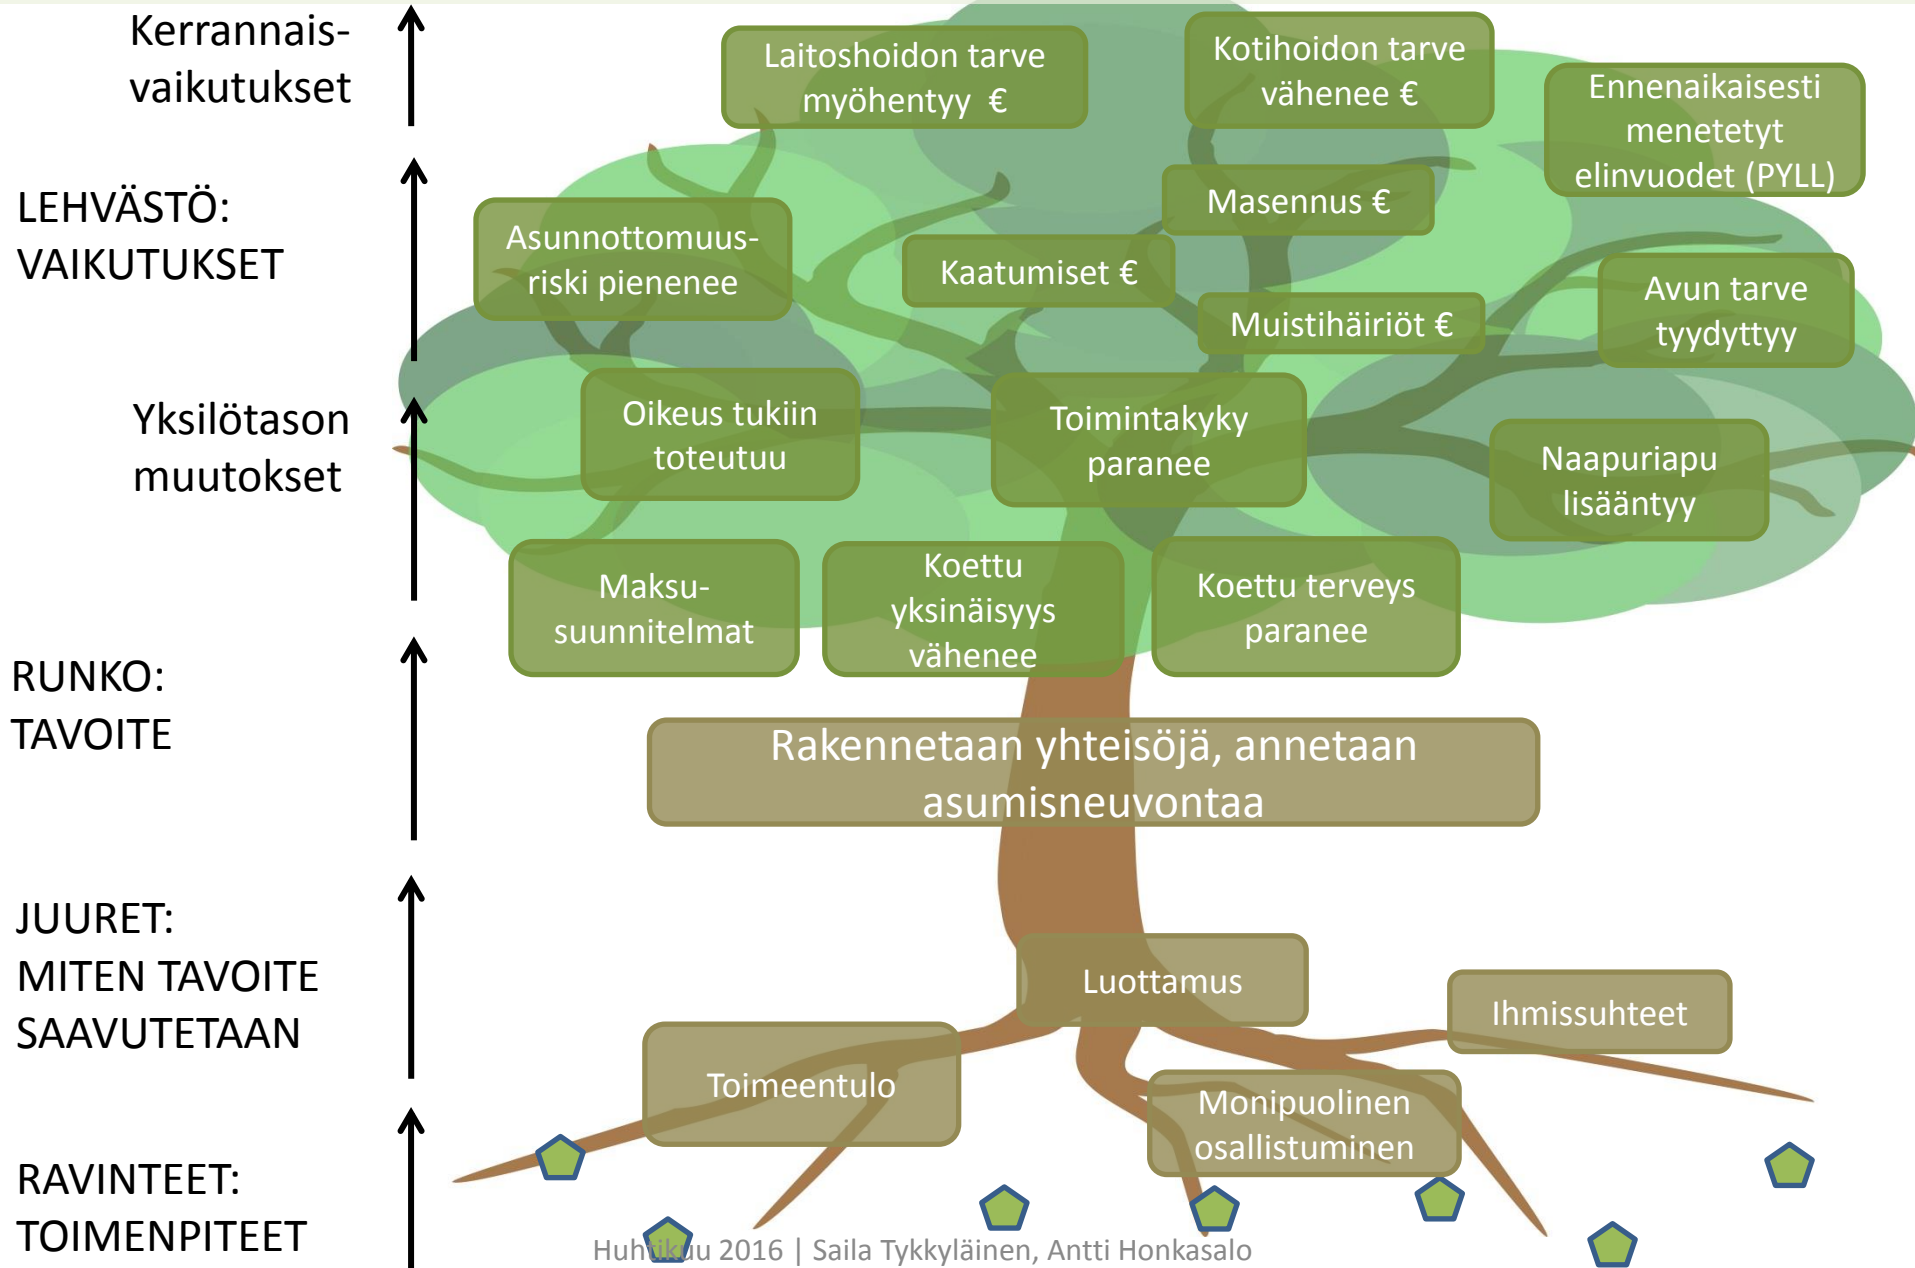 Kerrannais-
vaikutukset
LEHVÄSTÖ:
VAIKUTUKSET
Yksilötason
muutokset
RUNKO:
TAVOITE
JUURET:
MITEN TAVOITE
SAAVUTETAAN
RAVINTEET:
TOIMENPITEET
Laitoshoidon tarve
myöhentyy €
Kotihoidon tarve
vähenee €
Ennenaikaisesti
menetetyt
elinvuodet (PYLL)
Masennus €
Asunnottomuus-
riski pienenee
Kaatumiset €
Avun tarve
tyydyttyy
Muistihäiriöt €
Oikeus tukiin
toteutuu
Toimintakyky
paranee
Naapuriapu
lisääntyy
Maksu-
suunnitelmat
Koettu
yksinäisyys
vähenee
Koettu terveys
paranee
Rakennetaan yhteisöjä, annetaan
asumisneuvontaa
Luottamus
Ihmissuhteet
Toimeentulo
Monipuolinen
osallistuminen
Huhtikuu 2016 | Saila Tykkyläinen, Antti Honkasalo